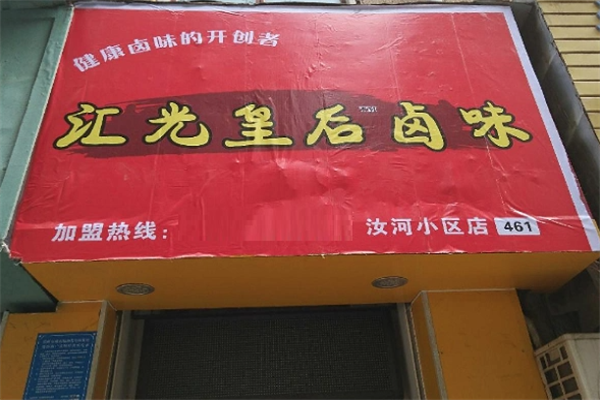 健康卤味的开创者
汇光皇后卤味
加盟热线：
汝河小区店 461